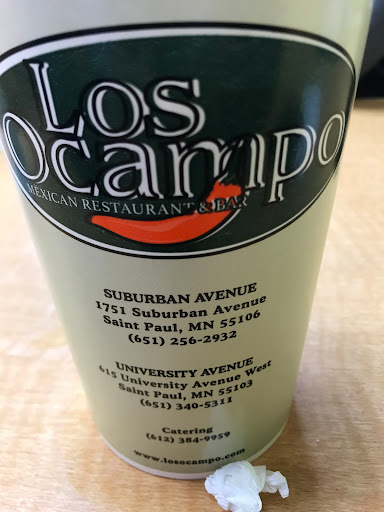 Los
Ocampo
MEXICAN RESTAURANT & BAR
SUBURBAN AVENUE
1751 Suburban Avenue
Saint Paul, MN 55106
(651) 256-2932
UNIVERSITY AVENUE
615 University Avenue West
Saint Paul, MN 55103
(651) 340-5311
Catering
(612) 384-9959
www.losocampo.com